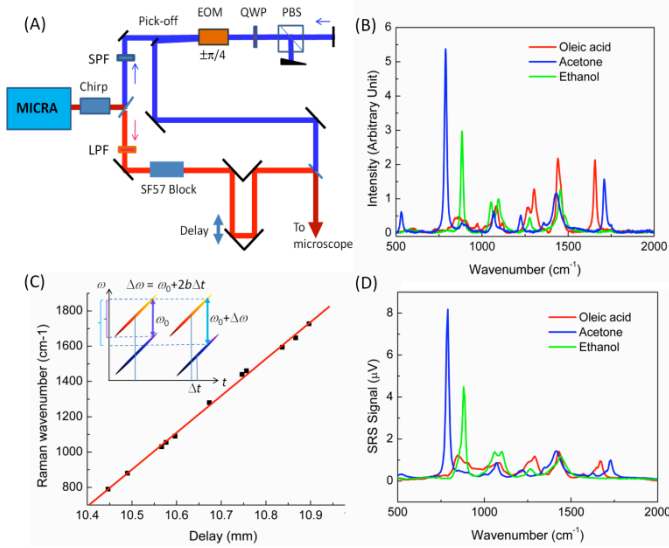 (A)
Pick-off
EOM
QWP
PBS
±π/4
SPF
Chirp
MICRA
LPF
SF57 Block
Delay
To
microscope
(B)
Oleic acid
Acetone
Ethanol
Intensity (Arbitrary Unit)
6
5
4
3
2
1
0
500
1000
1500
2000
Wavenumber (cm-1)
(C)
ω
Δω = ω0+2bΔt
ω0
ω0+Δω
t
Δt
Raman wavenumber (cm-1)
1800
1600
1400
1200
1000
800
10.4
10.5
10.6
10.7
10.8
10.9
Delay (mm)
(D)
Oleic acid
Acetone
Ethanol
SRS Signal (μV)
8
6
4
2
0
500
1000
1500
2000
Wavenumber (cm-1)